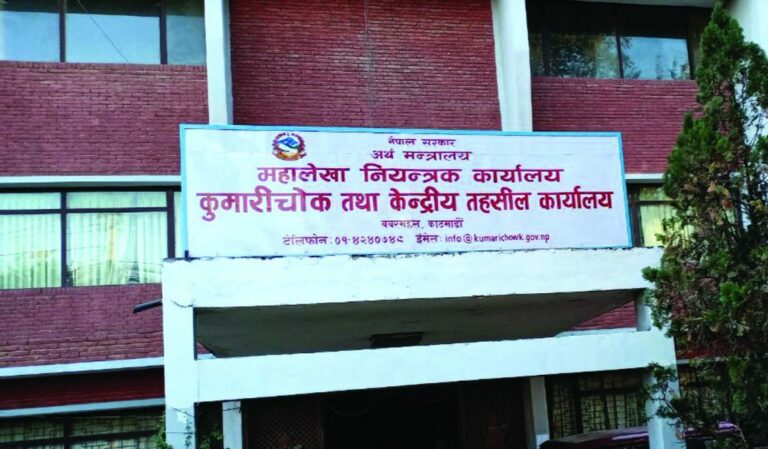 नेपाल सरकार
अर्थ मन्त्रालय
महालेखा नियन्त्रक कार्यालय
कुमारीचोक तथा केन्द्रीय तहसील कार्यालय
बबरमहल, काठमाडौं
टेलिफोन: ०१-४२४०७४९ ईमेल: info@kumarichowk.gov.np